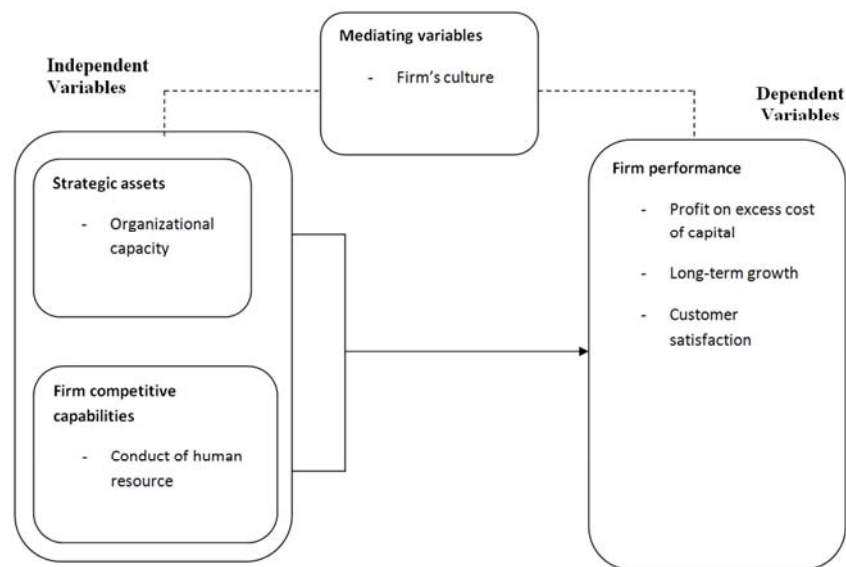 Mediating variables
- Firm's culture
Independent
Variables
Dependent
Variables
Strategic assets
- Organizational
capacity
Firm competitive
capabilities
- Conduct of human
resource
Firm performance
- Profit on excess cost
of capital
- Long-term growth
- Customer
satisfaction